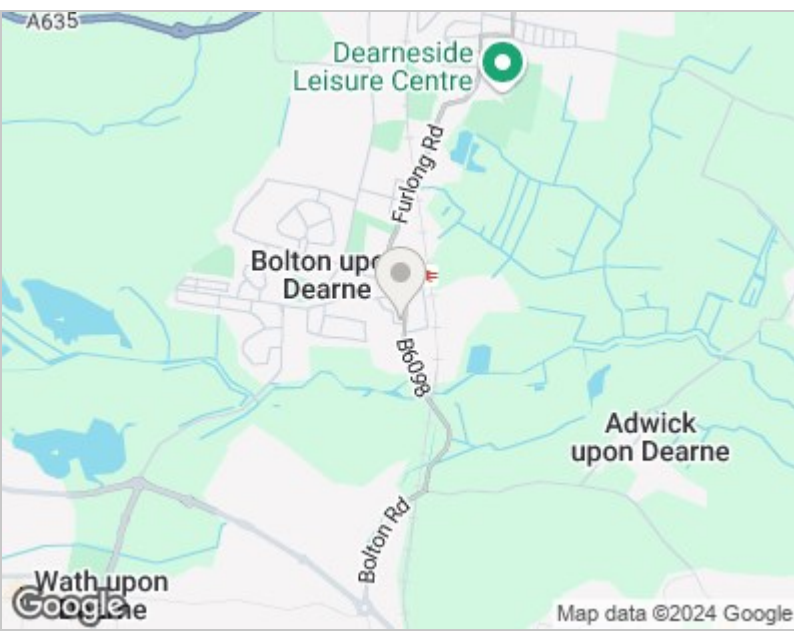 A635
Dearneside
Leisure Centre
Furlong Rd
Bolton upo
Dearne
B6098
Adwick
upon Dearne
Bolton Rd
Wath upon
Google
Map data ©2024 Google